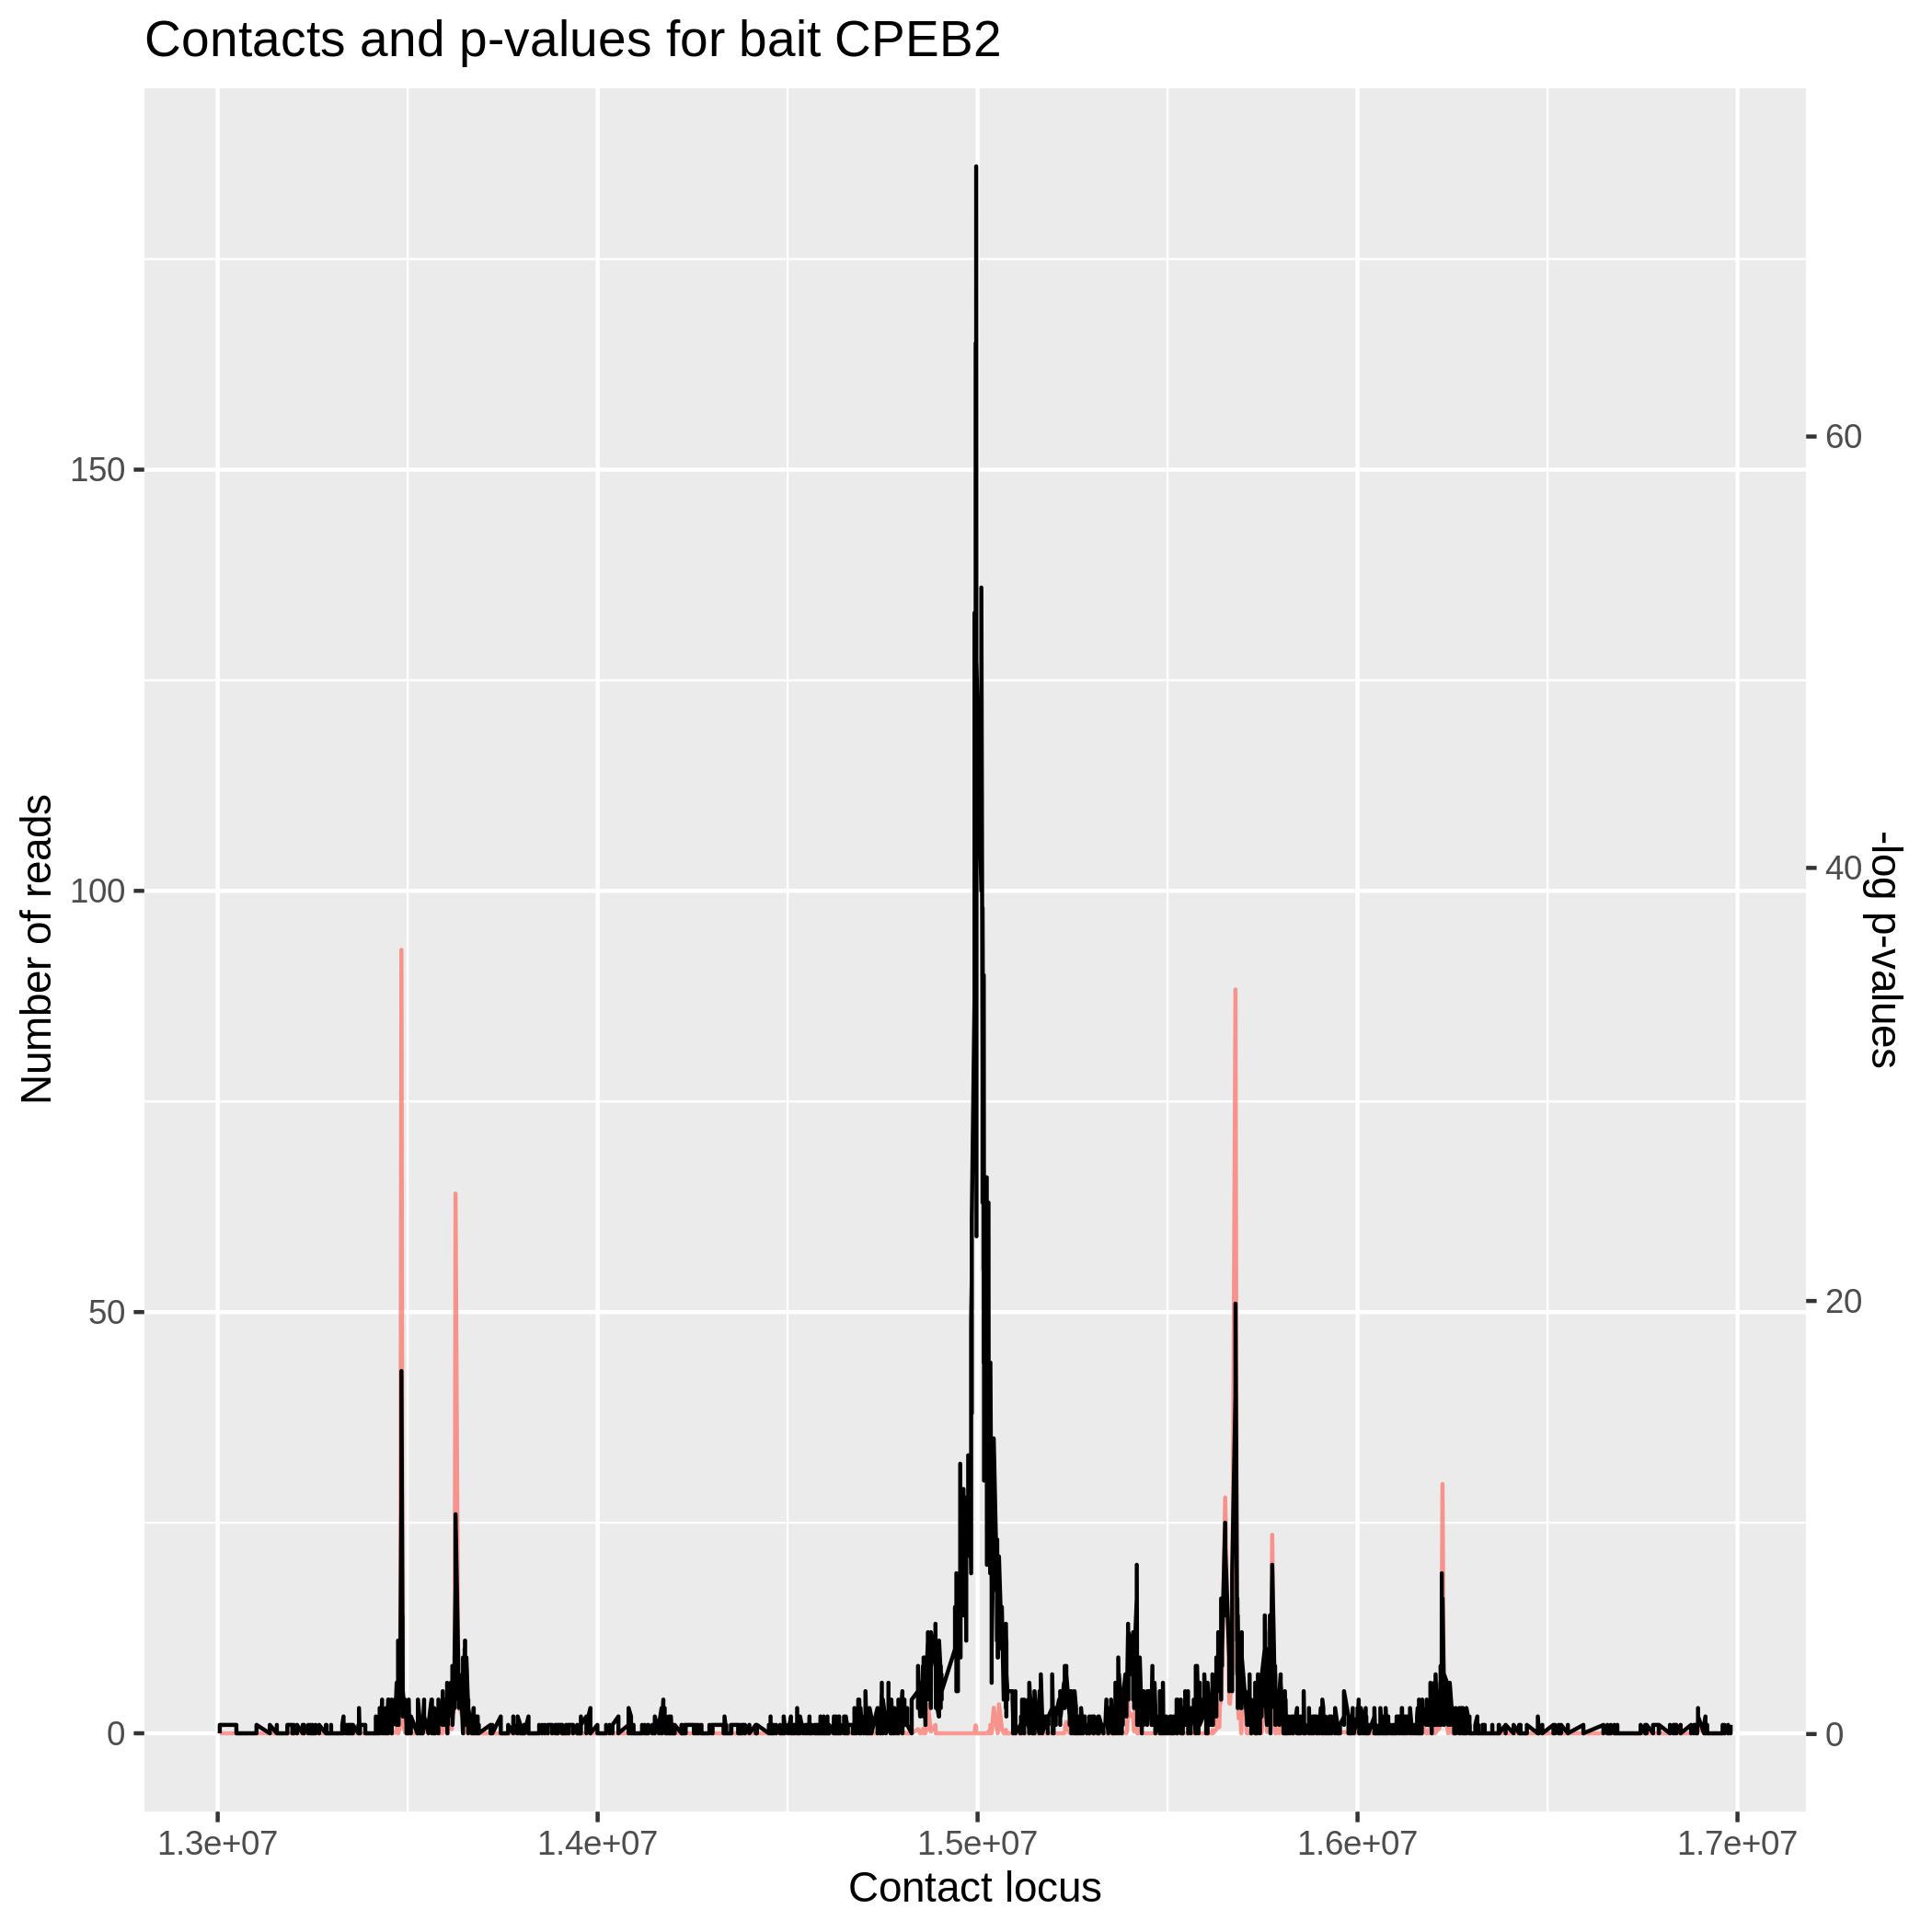 Contacts and p-values for bait CPEB2
Number of reads
150
100
50
0
60
40
20
0
-log p-values
1.3e+07 1.4e+07 1.5e+07 1.6e+07 1.7e+07
Contact locus